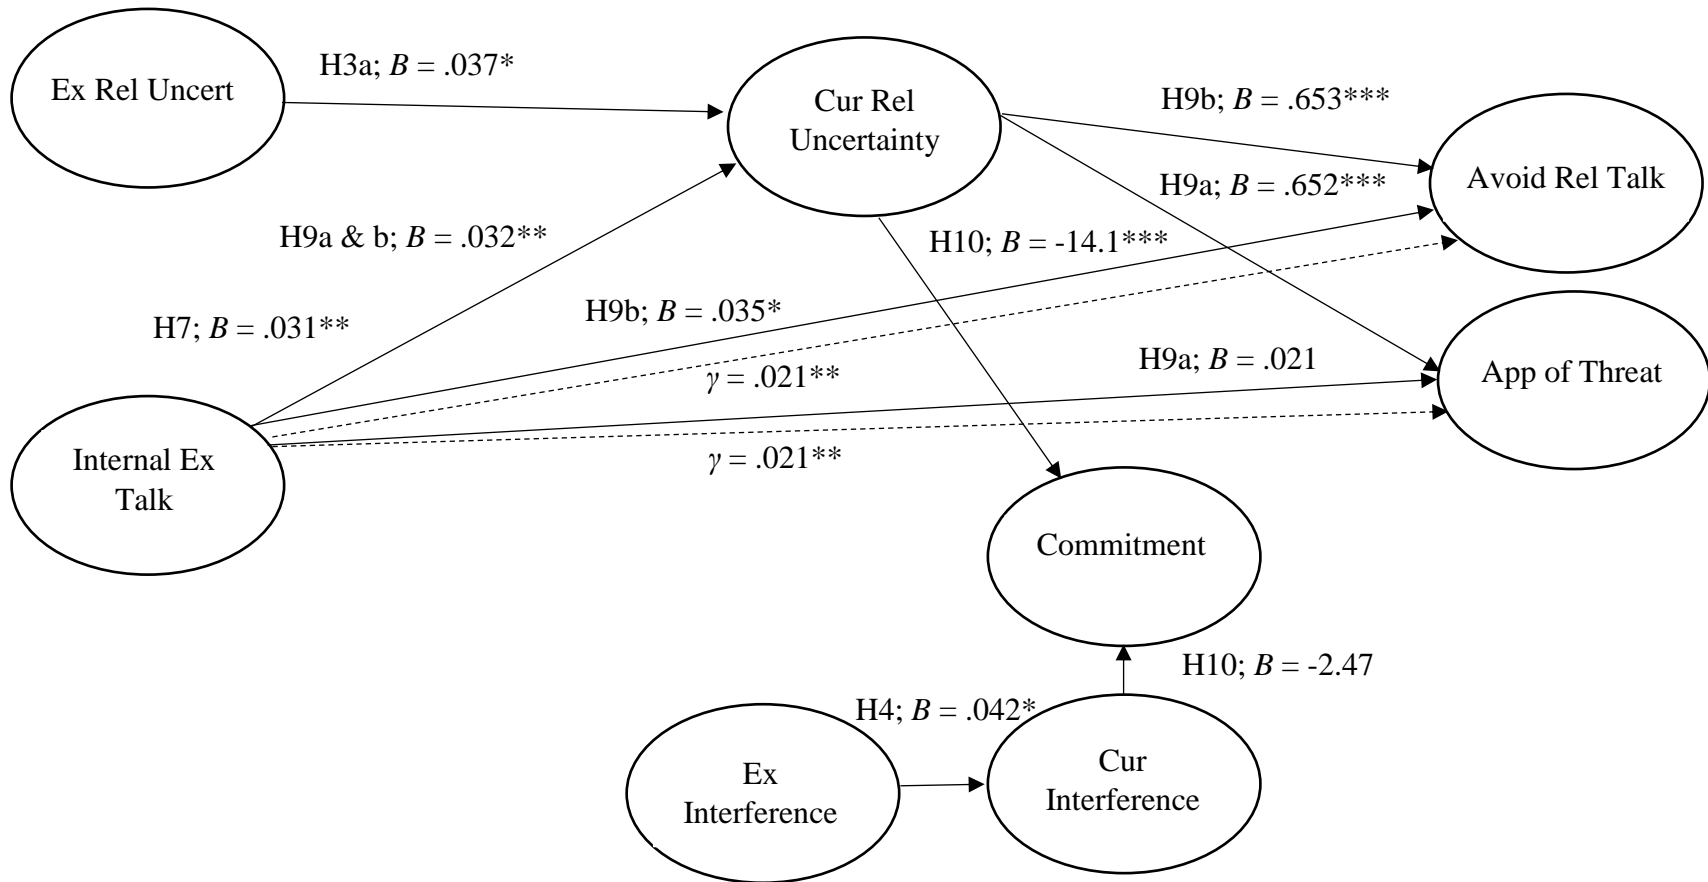 Ex Rel Uncert
H3a; B = .037*
Cur Rel
Uncertainty
H9b; B = .653***
Avoid Rel Talk
H9a; B = .652***
H9a & b; B = .032**
H10; B = -14.1***
H7; B = .031**
H9b; B = .035*
γ = .021**
H9a; B = .021
App of Threat
γ = .021**
Internal Ex
Talk
Commitment
H10; B = -2.47
H4; B = .042*
Ex
Interference
Cur
Interference